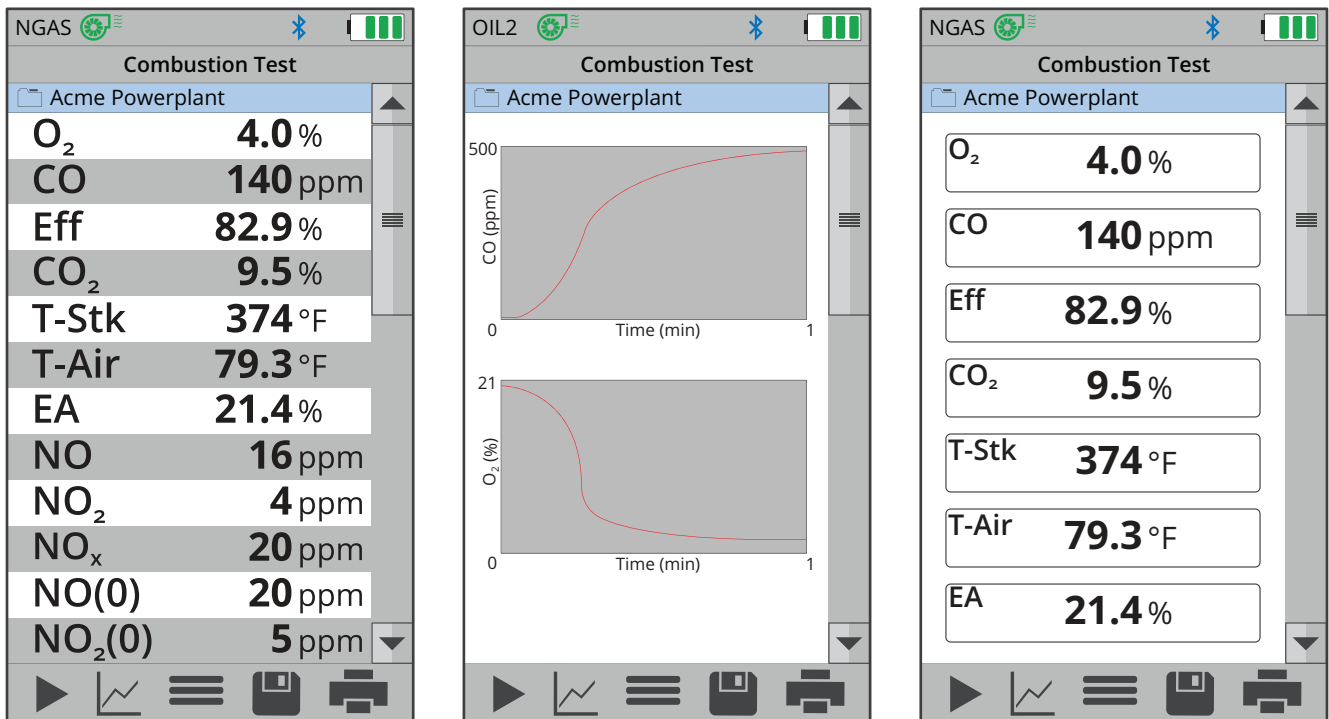 NGAS
Combustion Test
Acme Powerplant
O₂ 4.0 %
CO 140 ppm
Eff 82.9 %
CO₂ 9.5 %
T-Stk 374 °F
T-Air 79.3 °F
EA 21.4 %
NO 16 ppm
NO₂ 4 ppm
NOₓ 20 ppm
NO(0) 20 ppm
NO₂(0) 5 ppm
OIL2
Combustion Test
Acme Powerplant
500
CO (ppm)
0 Time (min) 1
21
O₂ (%)
0 Time (min) 1
NGAS
Combustion Test
Acme Powerplant
O₂ 4.0 %
CO 140 ppm
Eff 82.9 %
CO₂ 9.5 %
T-Stk 374 °F
T-Air 79.3 °F
EA 21.4 %